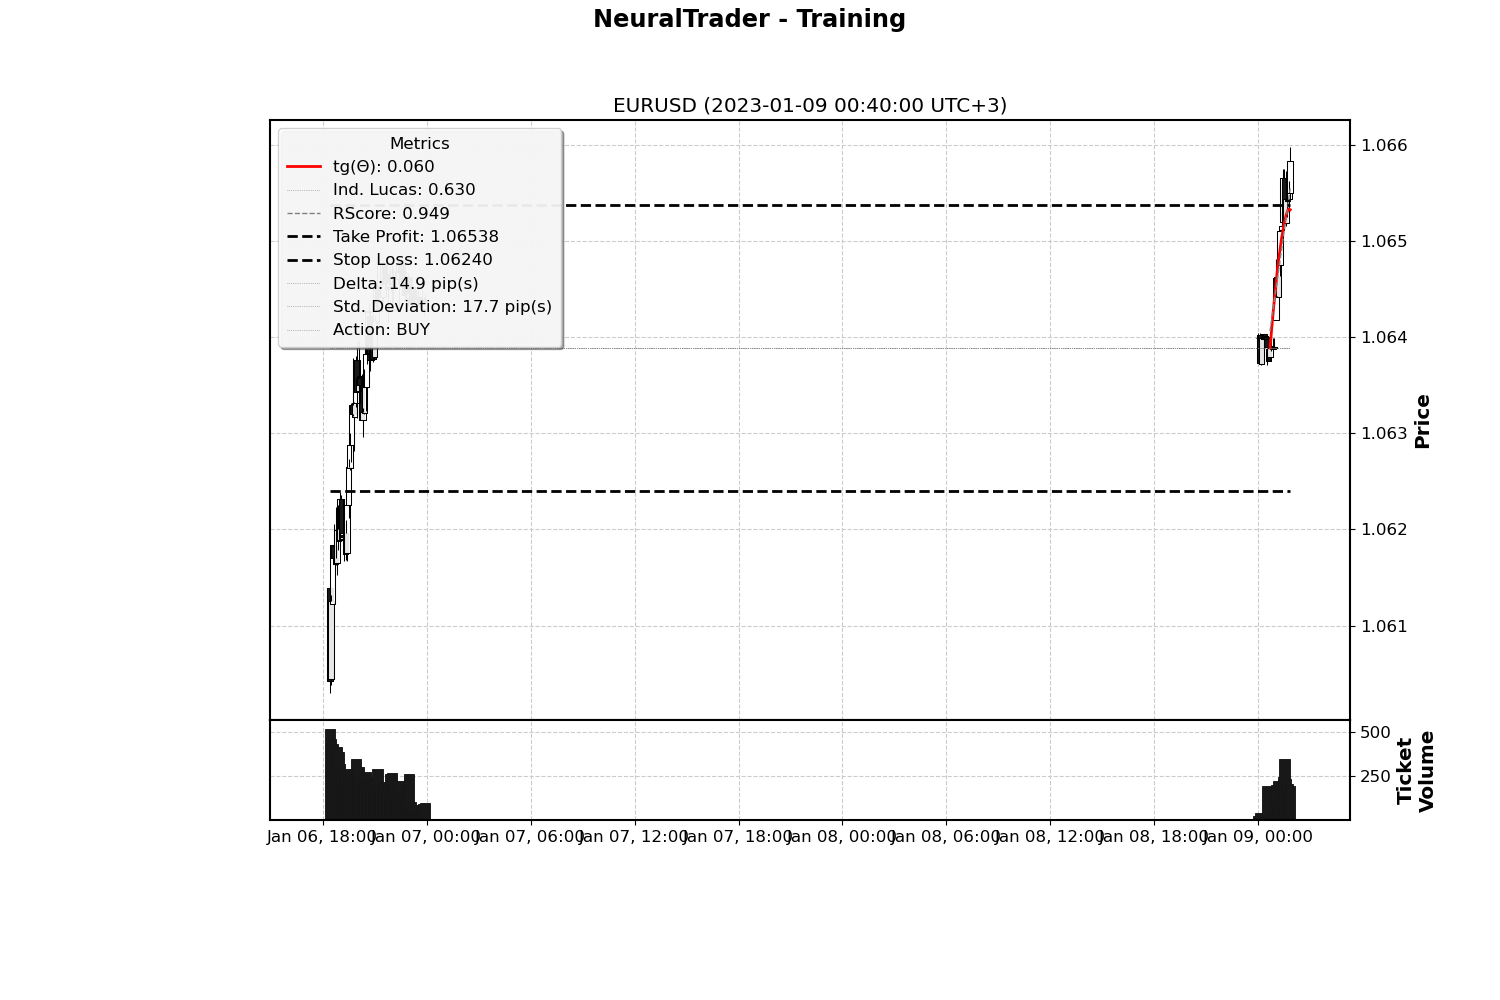 NeuralTrader - Training
EURUSD (2023-01-09 00:40:00 UTC+3)
Metrics
tg(Θ): 0.060
Ind. Lucas: 0.630
RScore: 0.949
Take Profit: 1.06538
Stop Loss: 1.06240
Delta: 14.9 pip(s)
Std. Deviation: 17.7 pip(s)
Action: BUY
1.066
1.065
1.064
1.063
1.062
1.061
Price
500
250
Ticket
Volume
Jan 06, 18:00
Jan 07, 00:00
Jan 07, 06:00
Jan 07, 12:00
Jan 07, 18:00
Jan 08, 00:00
Jan 08, 06:00
Jan 08, 12:00
Jan 08, 18:00
Jan 09, 00:00